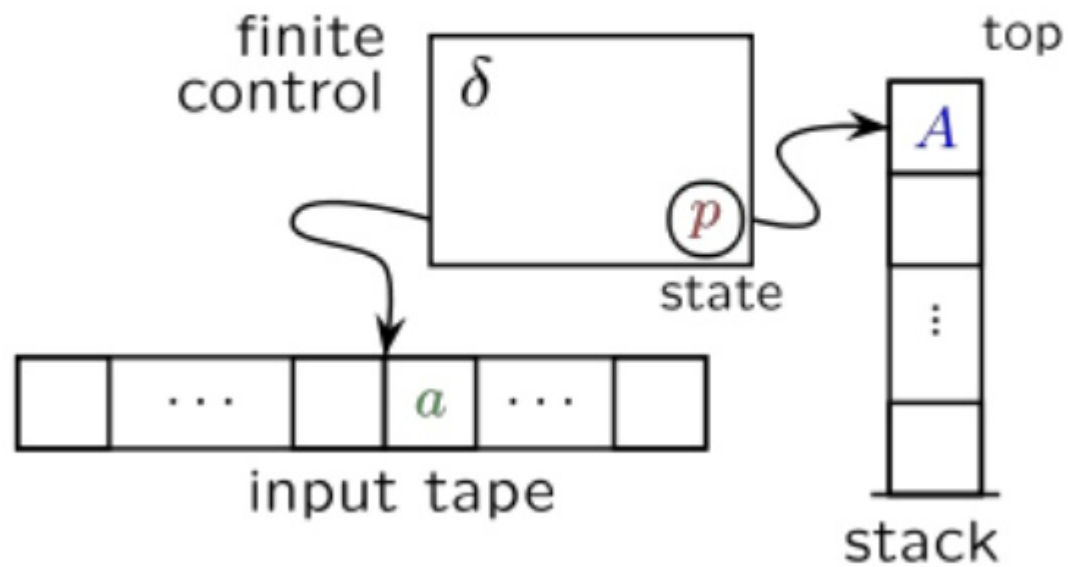 finite
control
δ
top
A
p
state
⋮
··· a ···
input tape
stack